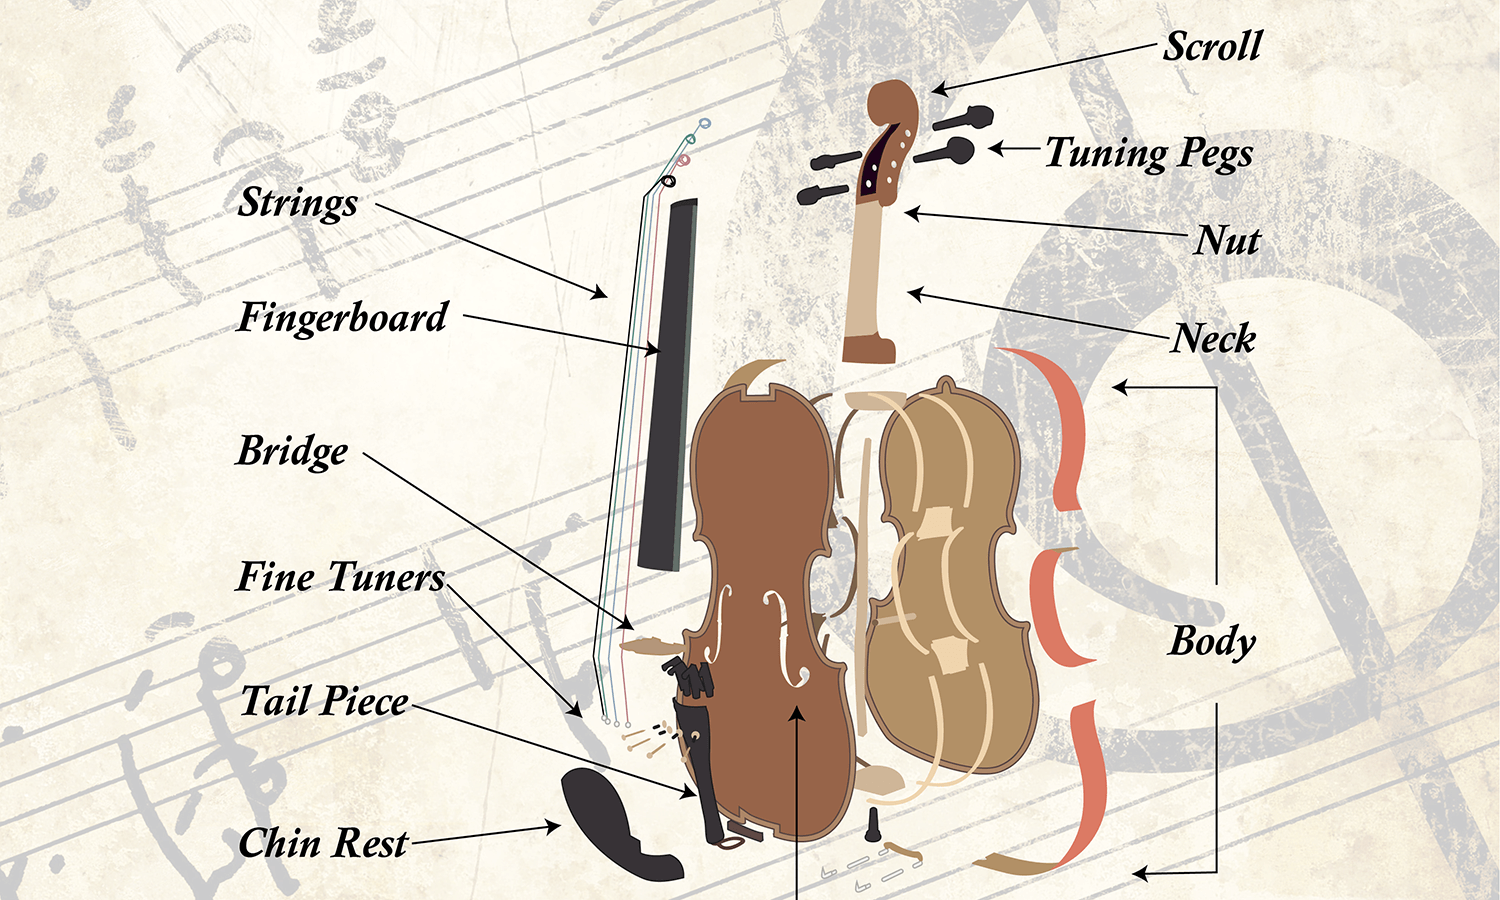 Scroll
Tuning Pegs
Strings
Nut
Fingerboard
Neck
Bridge
Fine Tuners
Body
Tail Piece
Chin Rest